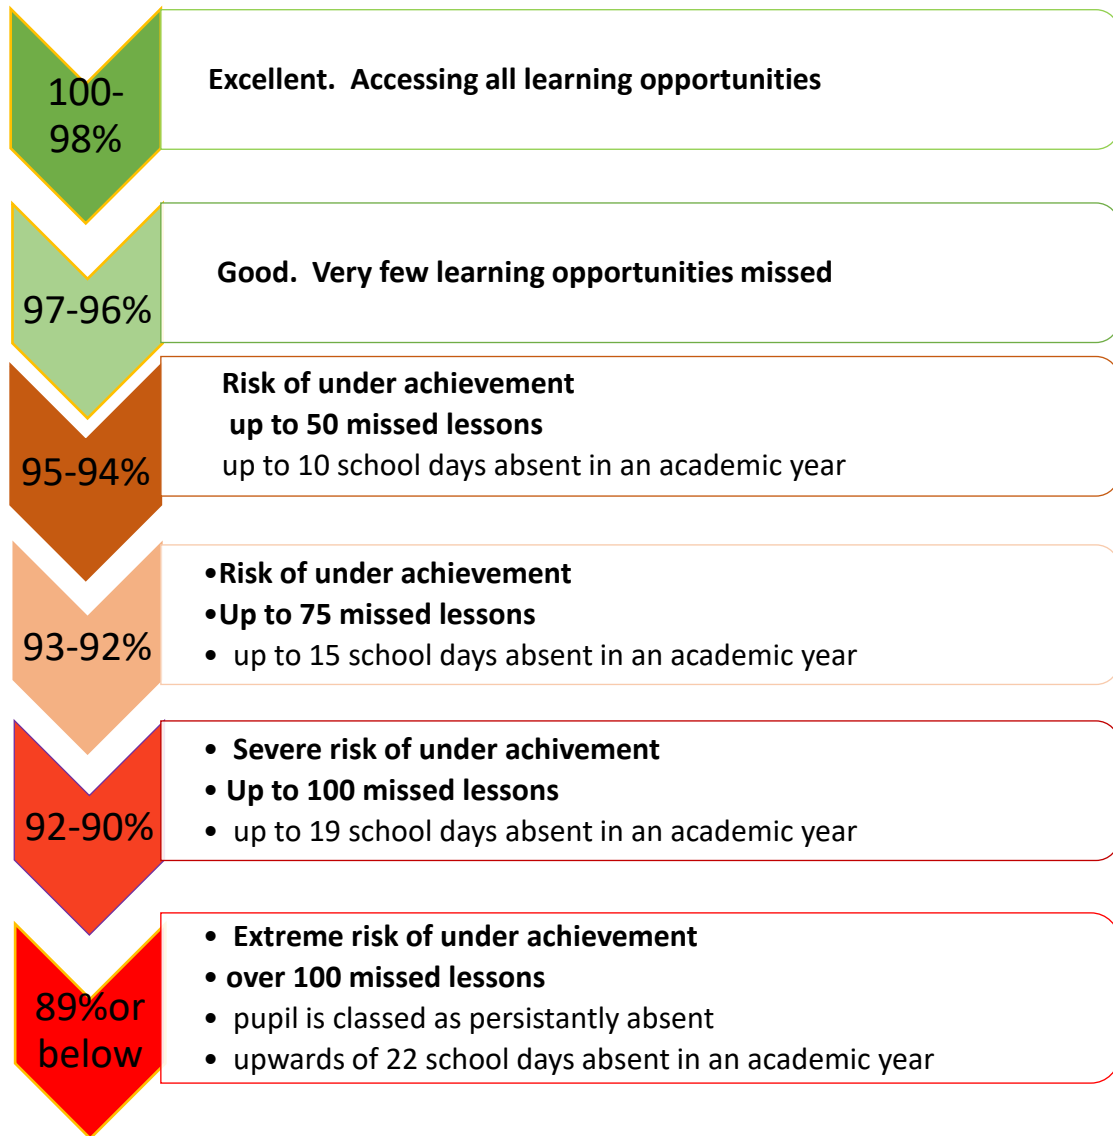 100-
98%
Excellent.  Accessing all learning opportunities
97-96%
Good.  Very few learning opportunities missed
95-94%
Risk of under achievement
up to 50 missed lessons
up to 10 school days absent in an academic year
93-92%
•Risk of under achievement
•Up to 75 missed lessons
• up to 15 school days absent in an academic year
92-90%
• Severe risk of under achivement
• Up to 100 missed lessons
• up to 19 school days absent in an academic year
89%or
below
• Extreme risk of under achievement
• over 100 missed lessons
• pupil is classed as persistantly absent
• upwards of 22 school days absent in an academic year